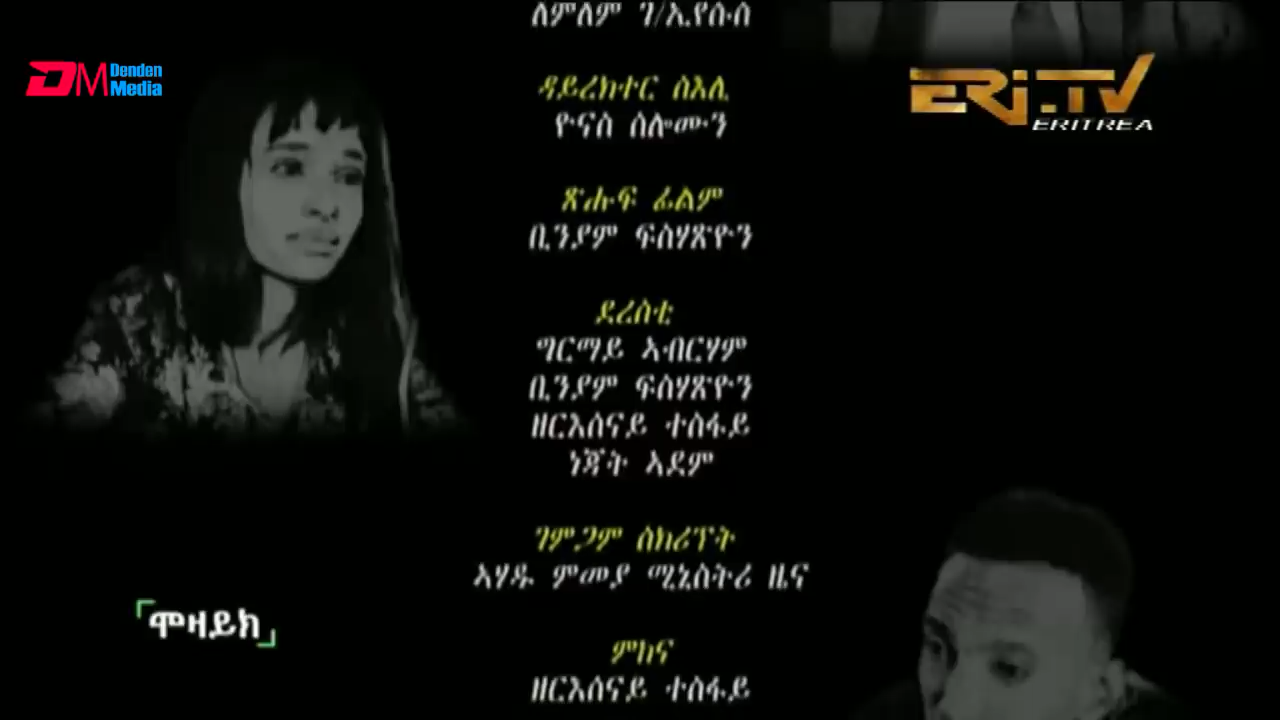 ለምለም ገ/ኢየሱስ
DM Denden Media
ERi.TV
ERITREA
ዳይረክተር ስእሊ
ዮናስ ሰሎሙን
ጽሑፍ ፊልም
ቢንያም ፍስሃጽዮን
ደረስቲ
ግርማይ ኣብርሃም
ቢንያም ፍስሃጽዮን
ዘርእሰናይ ተስፋይ
ነጃት ኣደም
ገምጋም ስክሪፕት
ኣሃዱ ምመያ ሚኒስትሪ ዜና
ሞዛይክ
ምክና
ዘርእሰናይ ተስፋይ